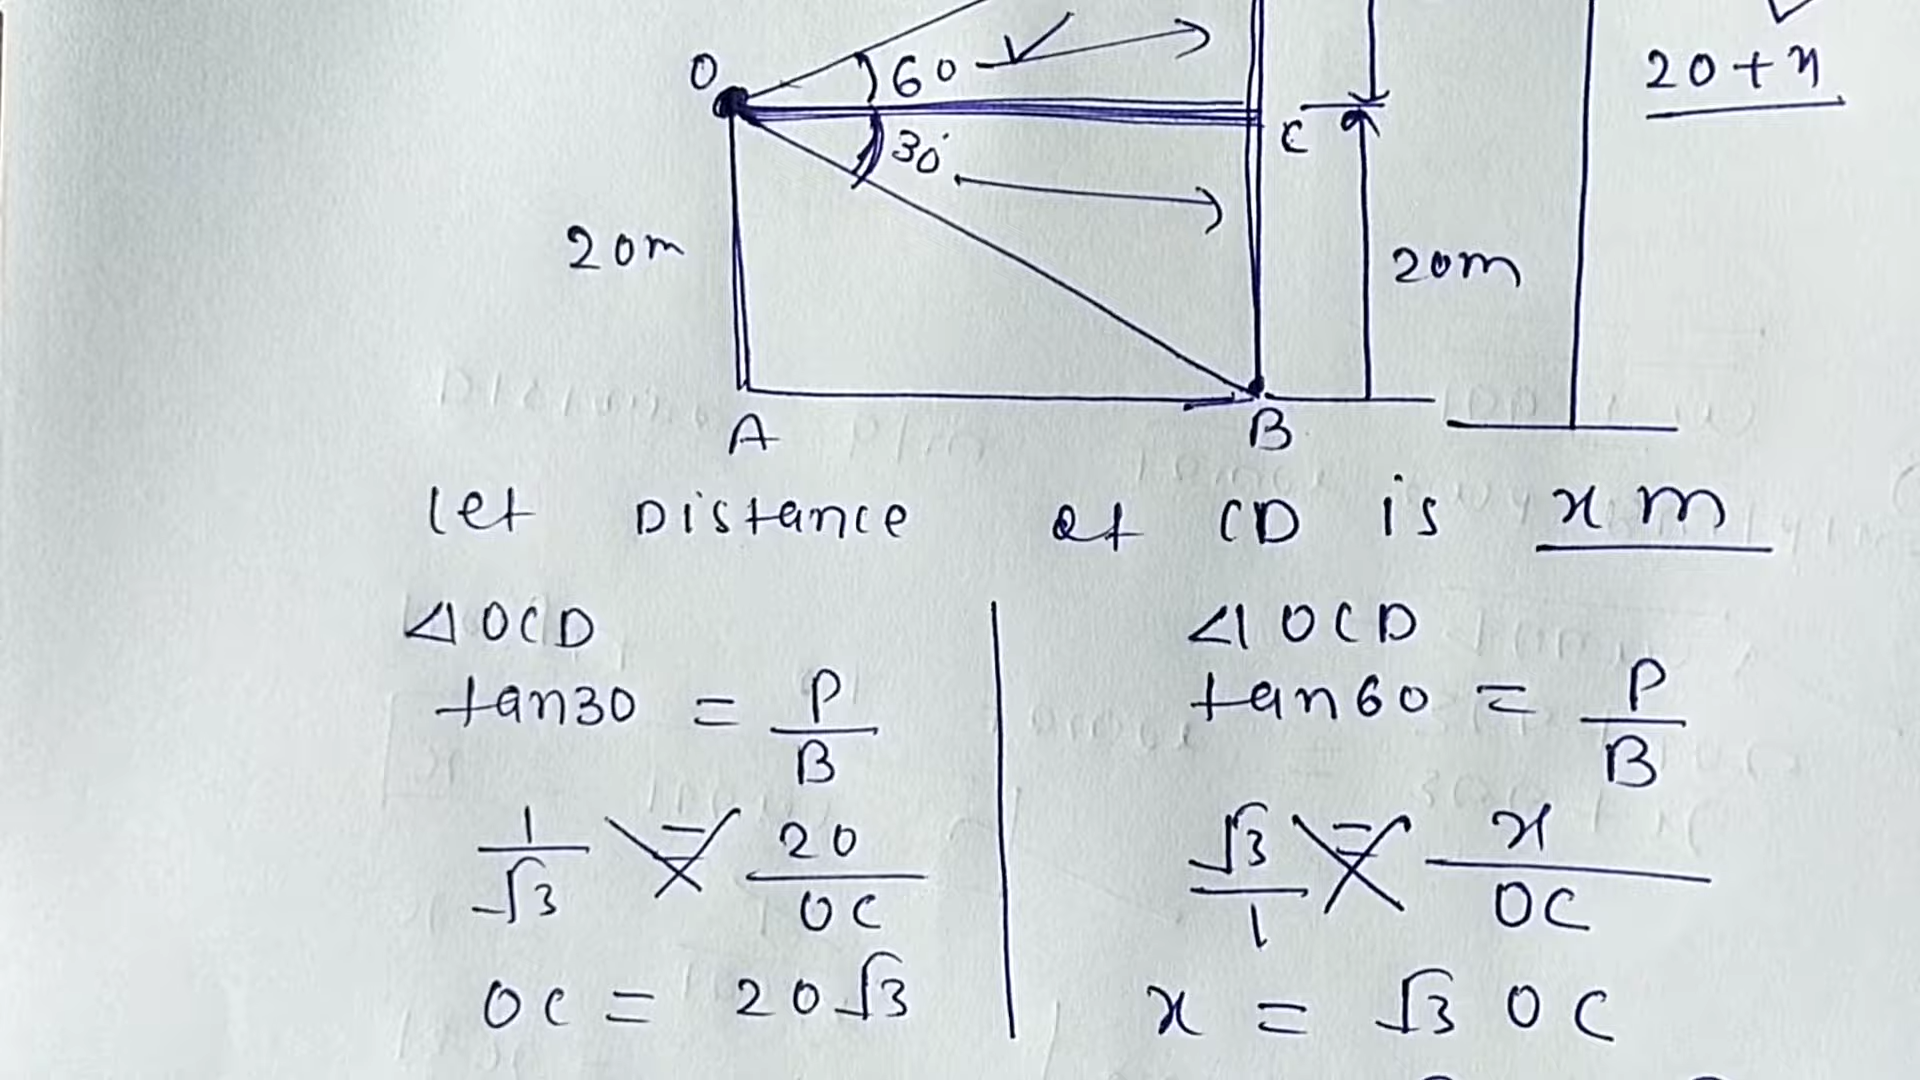 O 60 20+x
30° C
20m 20m
A B
let Distance of CD is x m
△OCD △OCD
tan30 = P/B tan60 = P/B
1/√3 = 20/OC √3/1 = x/OC
OC = 20√3 x = √3 OC